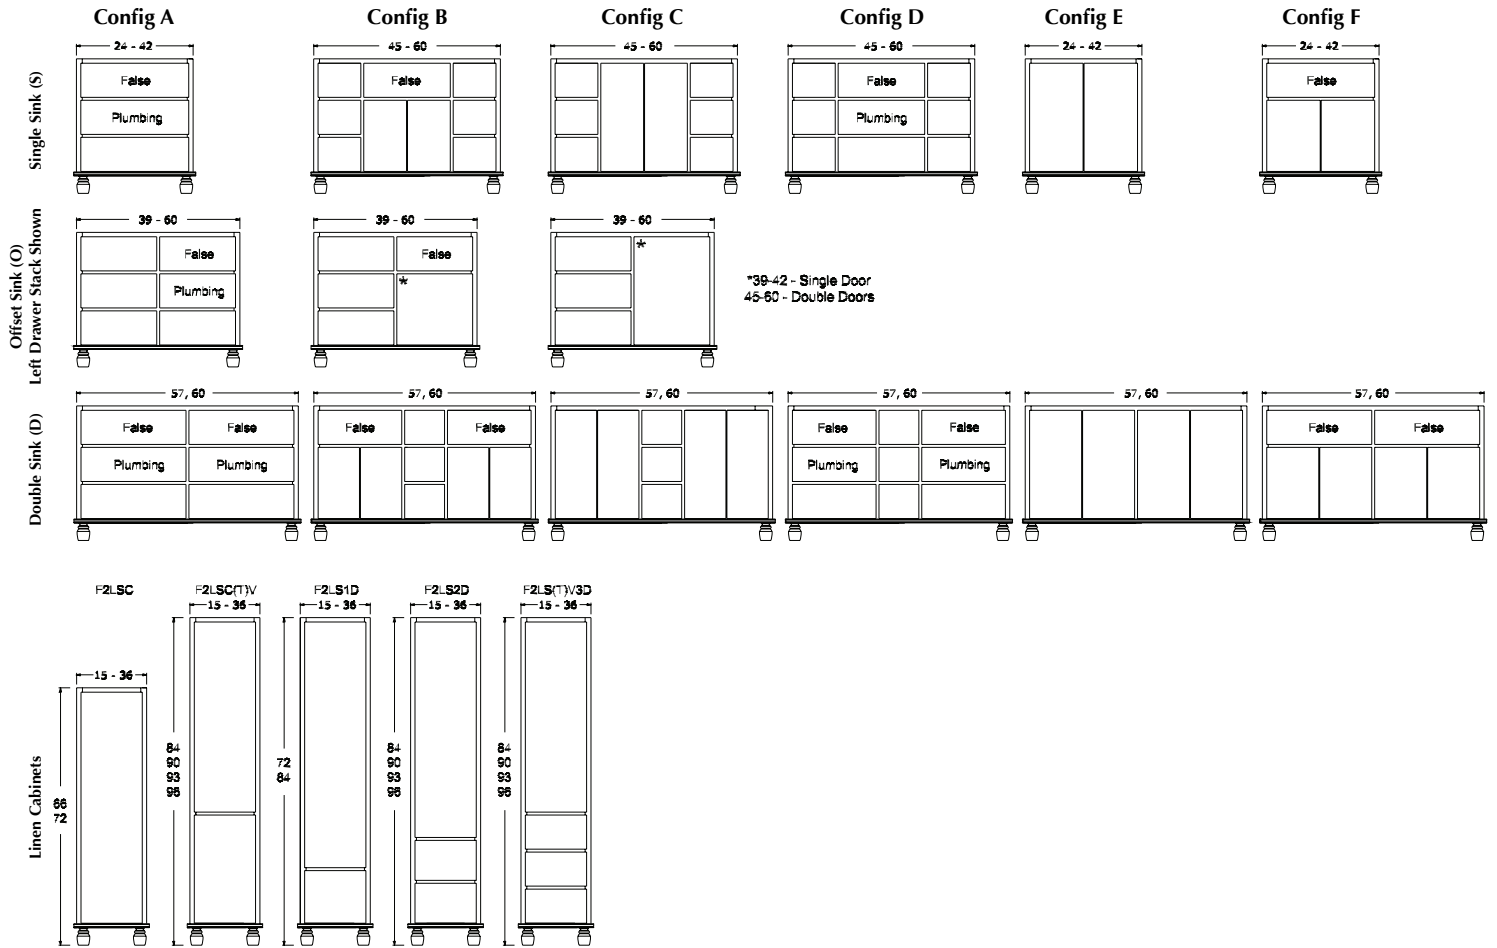 Config A
Config B
Config C
Config D
Config E
Config F
Single Sink (S)
24 - 42
45 - 60
45 - 60
45 - 60
24 - 42
24 - 42
False
False
False
False
Plumbing
Plumbing
Offset Sink (O)
Left Drawer Stack Shown
39 - 60
39 - 60
39 - 60
False
False
*
Plumbing
*
*39-42 - Single Door
45-60 - Double Doors
Double Sink (D)
57, 60
57, 60
57, 60
57, 60
57, 60
57, 60
False
False
False
False
False
False
False
False
Plumbing
Plumbing
Plumbing
Plumbing
Linen Cabinets
F2LSC
F2LSC(T)V
F2LS1D
F2LS2D
F2LS(T)V3D
15 - 36
15 - 36
15 - 36
15 - 36
15 - 36
66
72
84
90
93
96
72
84
84
90
93
96
84
90
93
96